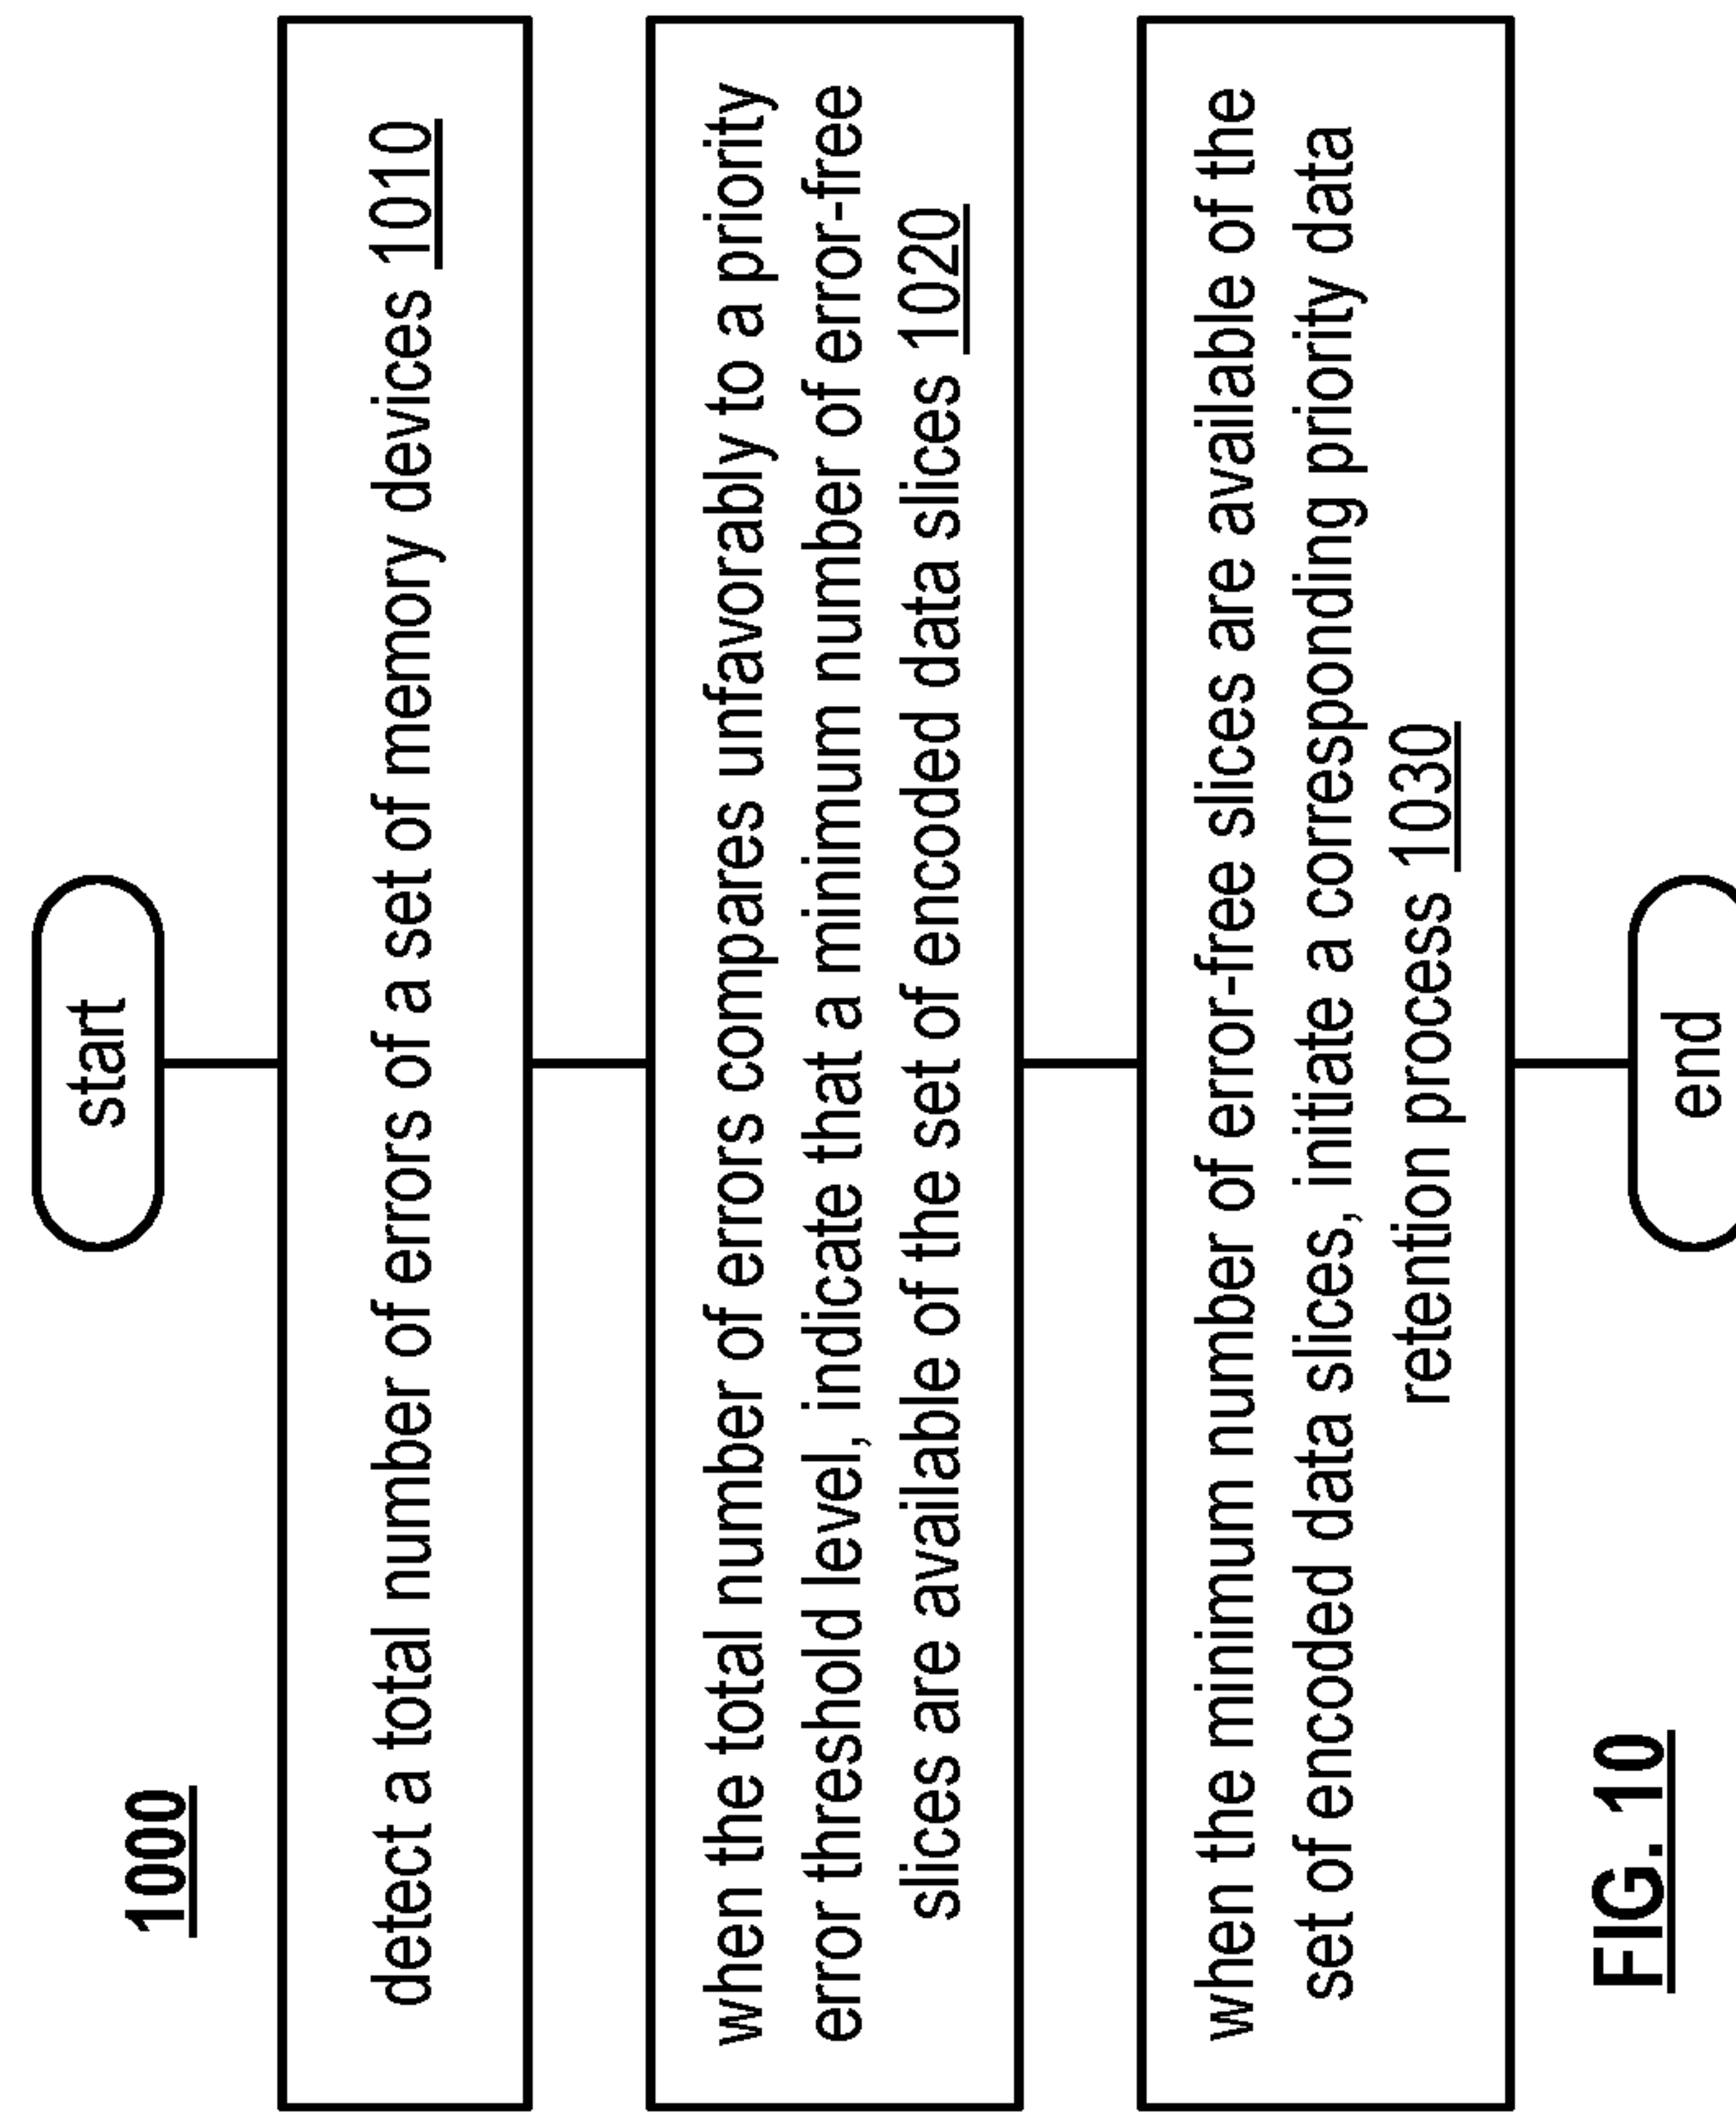 1000
start
detect a total number of errors of a set of memory devices 1010
when the total number of errors compares unfavorably to a priority
error threshold level, indicate that a minimum number of error-free
slices are available of the set of encoded data slices 1020
when the minimum number of error-free slices are available of the
set of encoded data slices, initiate a corresponding priority data
retention process 1030
end
FIG. 10